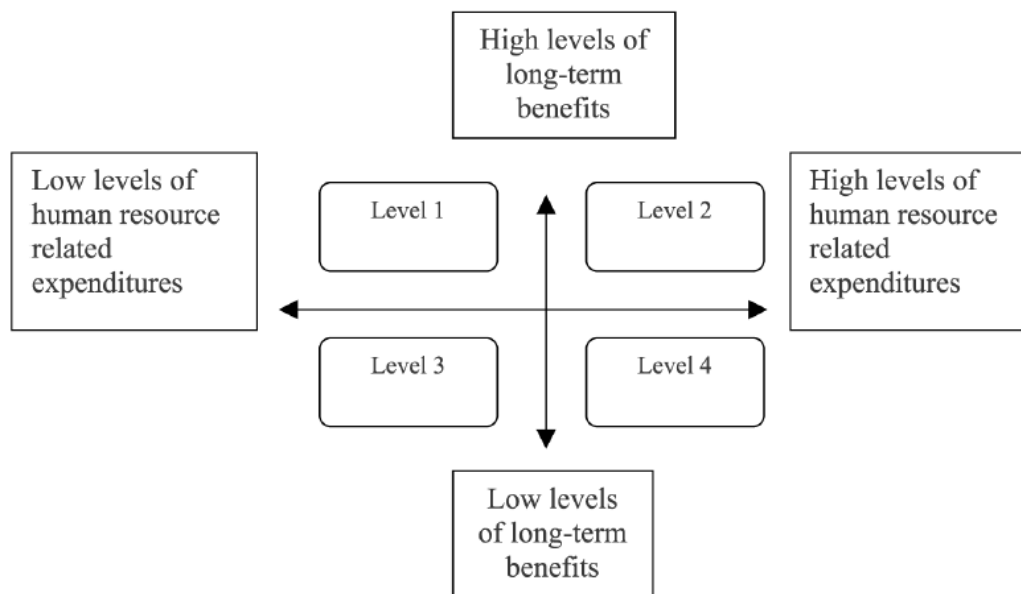 High levels of
long-term
benefits
Low levels of
human resource
related
expenditures
Level 1
Level 2
High levels of
human resource
related
expenditures
Level 3
Level 4
Low levels
of long-term
benefits